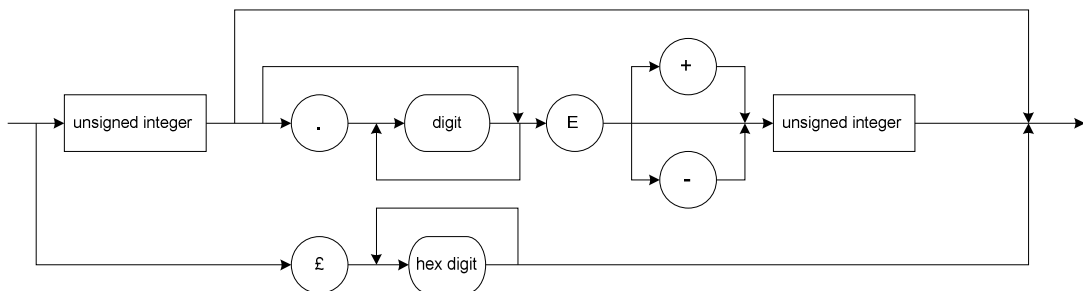 +
unsigned integer
.
digit
E
unsigned integer
-
£
hex digit